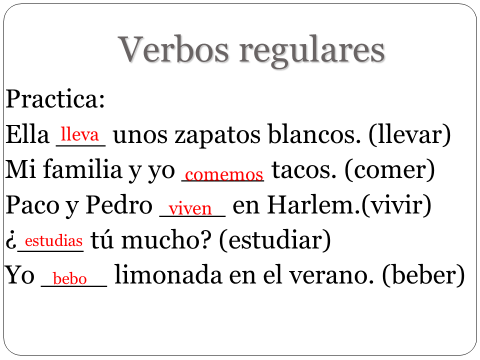 Verbos regulares
Practica:
Ella lleva unos zapatos blancos. (llevar)
Mi familia y yo comemos tacos. (comer)
Paco y Pedro viven en Harlem.(vivir)
¿estudias tú mucho? (estudiar)
Yo bebo limonada en el verano. (beber)